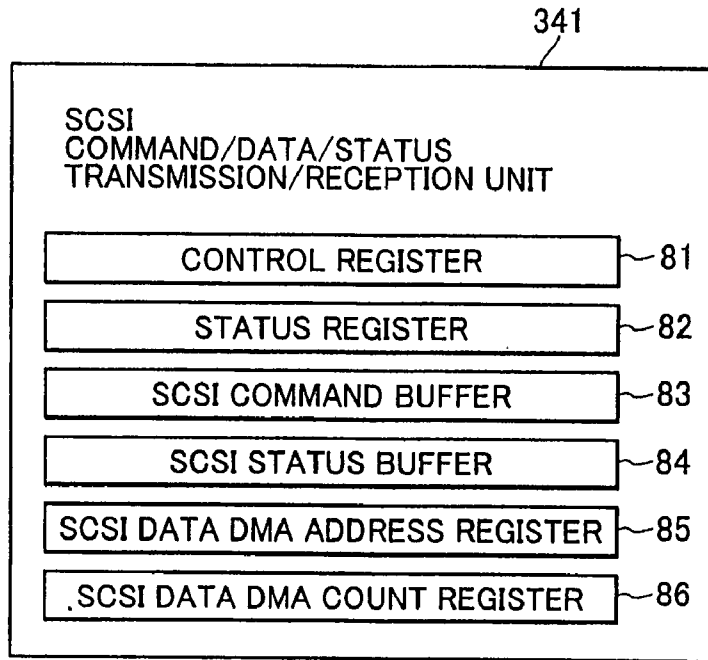 341
SCSI
COMMAND/DATA/STATUS
TRANSMISSION/RECEPTION UNIT
CONTROL REGISTER 81
STATUS REGISTER 82
SCSI COMMAND BUFFER 83
SCSI STATUS BUFFER 84
SCSI DATA DMA ADDRESS REGISTER 85
SCSI DATA DMA COUNT REGISTER 86